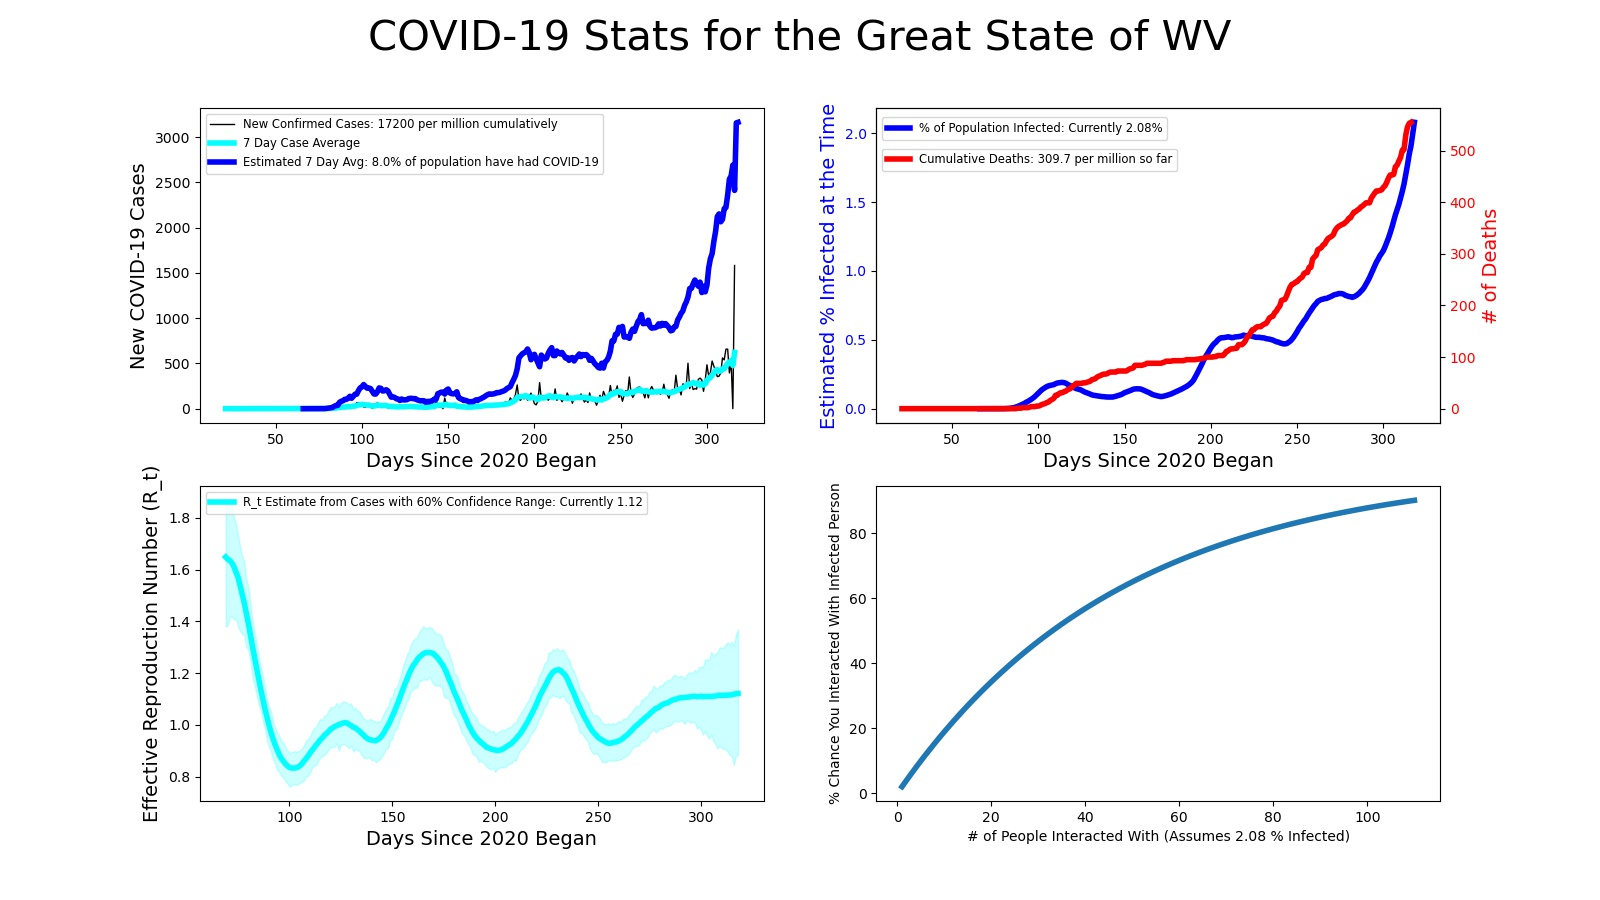 COVID-19 Stats for the Great State of WV
New COVID-19 Cases
3000
2500
2000
1500
1000
500
0
New Confirmed Cases: 17200 per million cumulatively
7 Day Case Average
Estimated 7 Day Avg: 8.0% of population have had COVID-19
50 100 150 200 250 300
Days Since 2020 Began
Estimated % Infected at the Time
2.0
1.5
1.0
0.5
0.0
% of Population Infected: Currently 2.08%
Cumulative Deaths: 309.7 per million so far
500
400
300
200
100
0
# of Deaths
50 100 150 200 250 300
Days Since 2020 Began
Effective Reproduction Number (R_t)
1.8
1.6
1.4
1.2
1.0
0.8
R_t Estimate from Cases with 60% Confidence Range: Currently 1.12
100 150 200 250 300
Days Since 2020 Began
% Chance You Interacted With Infected Person
80
60
40
20
0
0 20 40 60 80 100
# of People Interacted With (Assumes 2.08 % Infected)